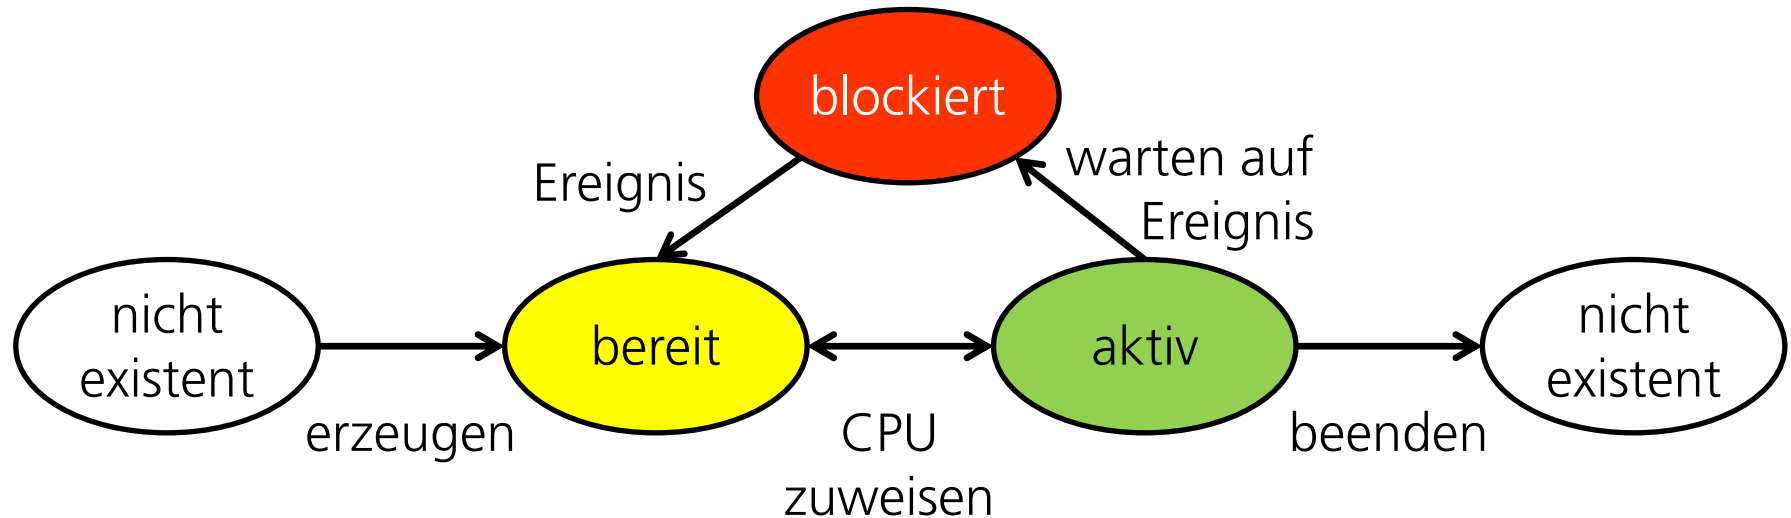 blockiert
Ereignis
warten auf
Ereignis
nicht
existent
bereit
aktiv
nicht
existent
erzeugen
CPU
zuweisen
beenden